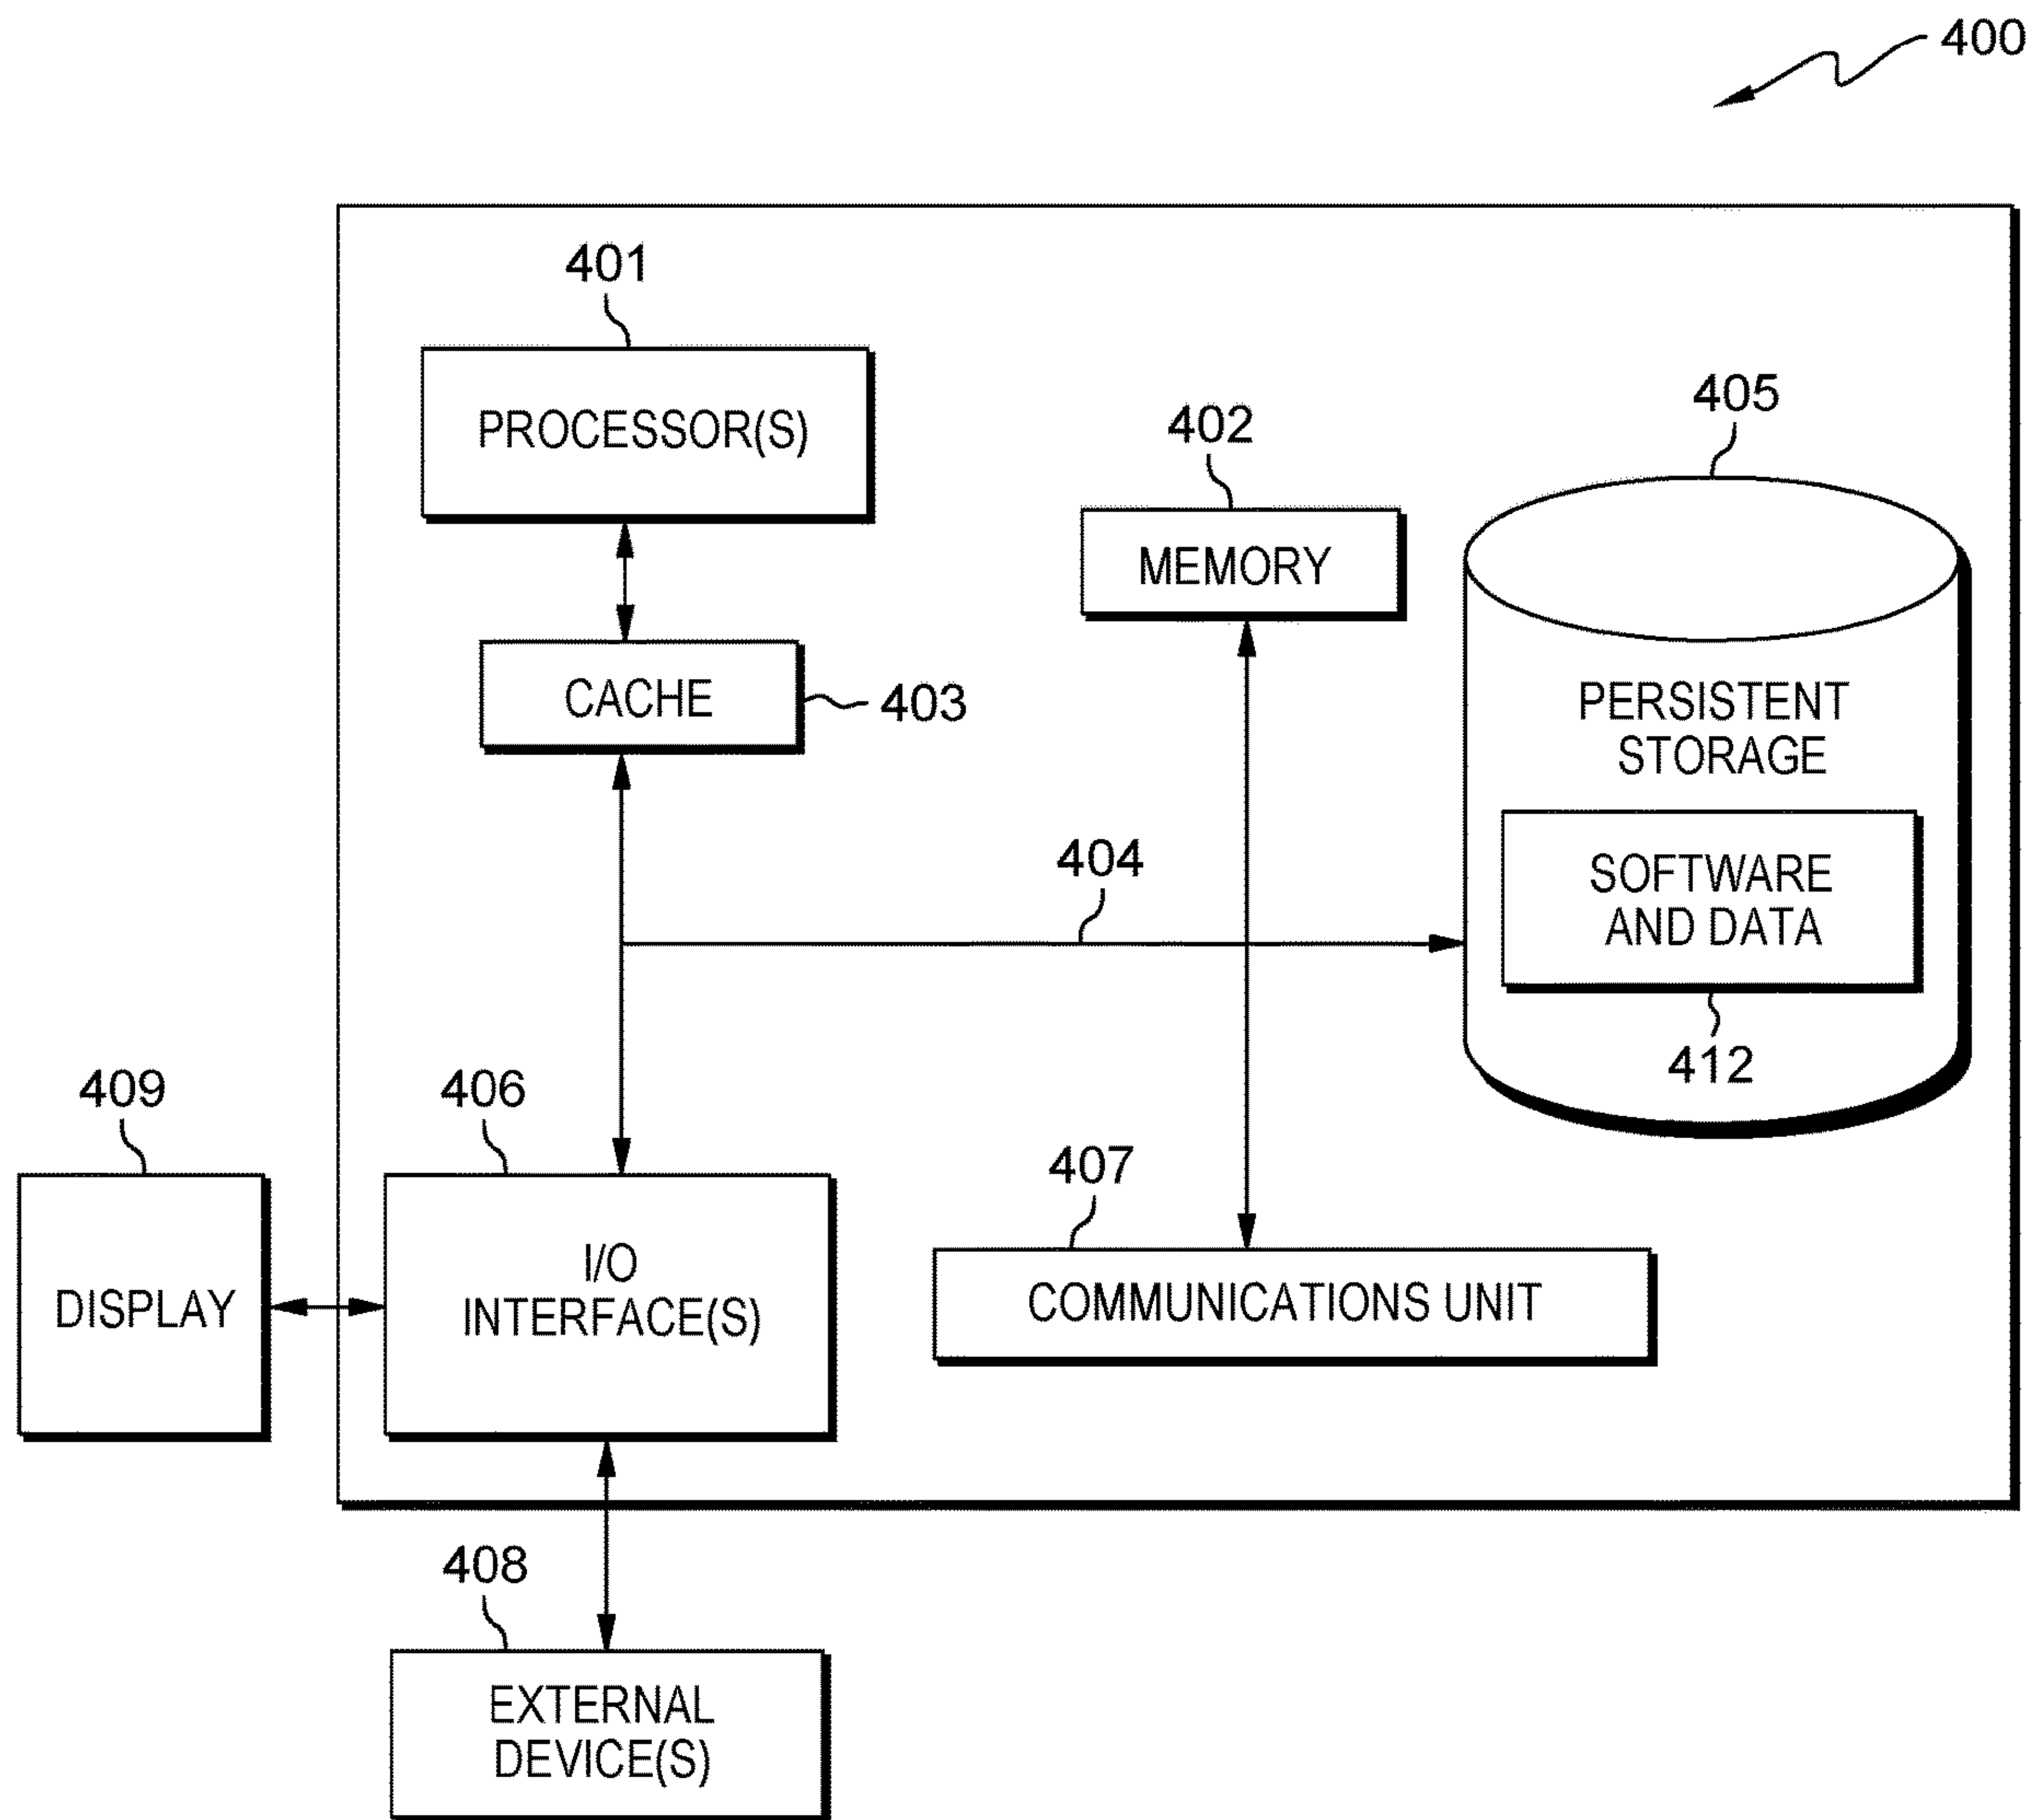 400
401
PROCESSOR(S)
402
MEMORY
405
CACHE
403
PERSISTENT
STORAGE
404
SOFTWARE
AND DATA
412
409
406
407
DISPLAY
I/O
INTERFACE(S)
COMMUNICATIONS UNIT
408
EXTERNAL
DEVICE(S)